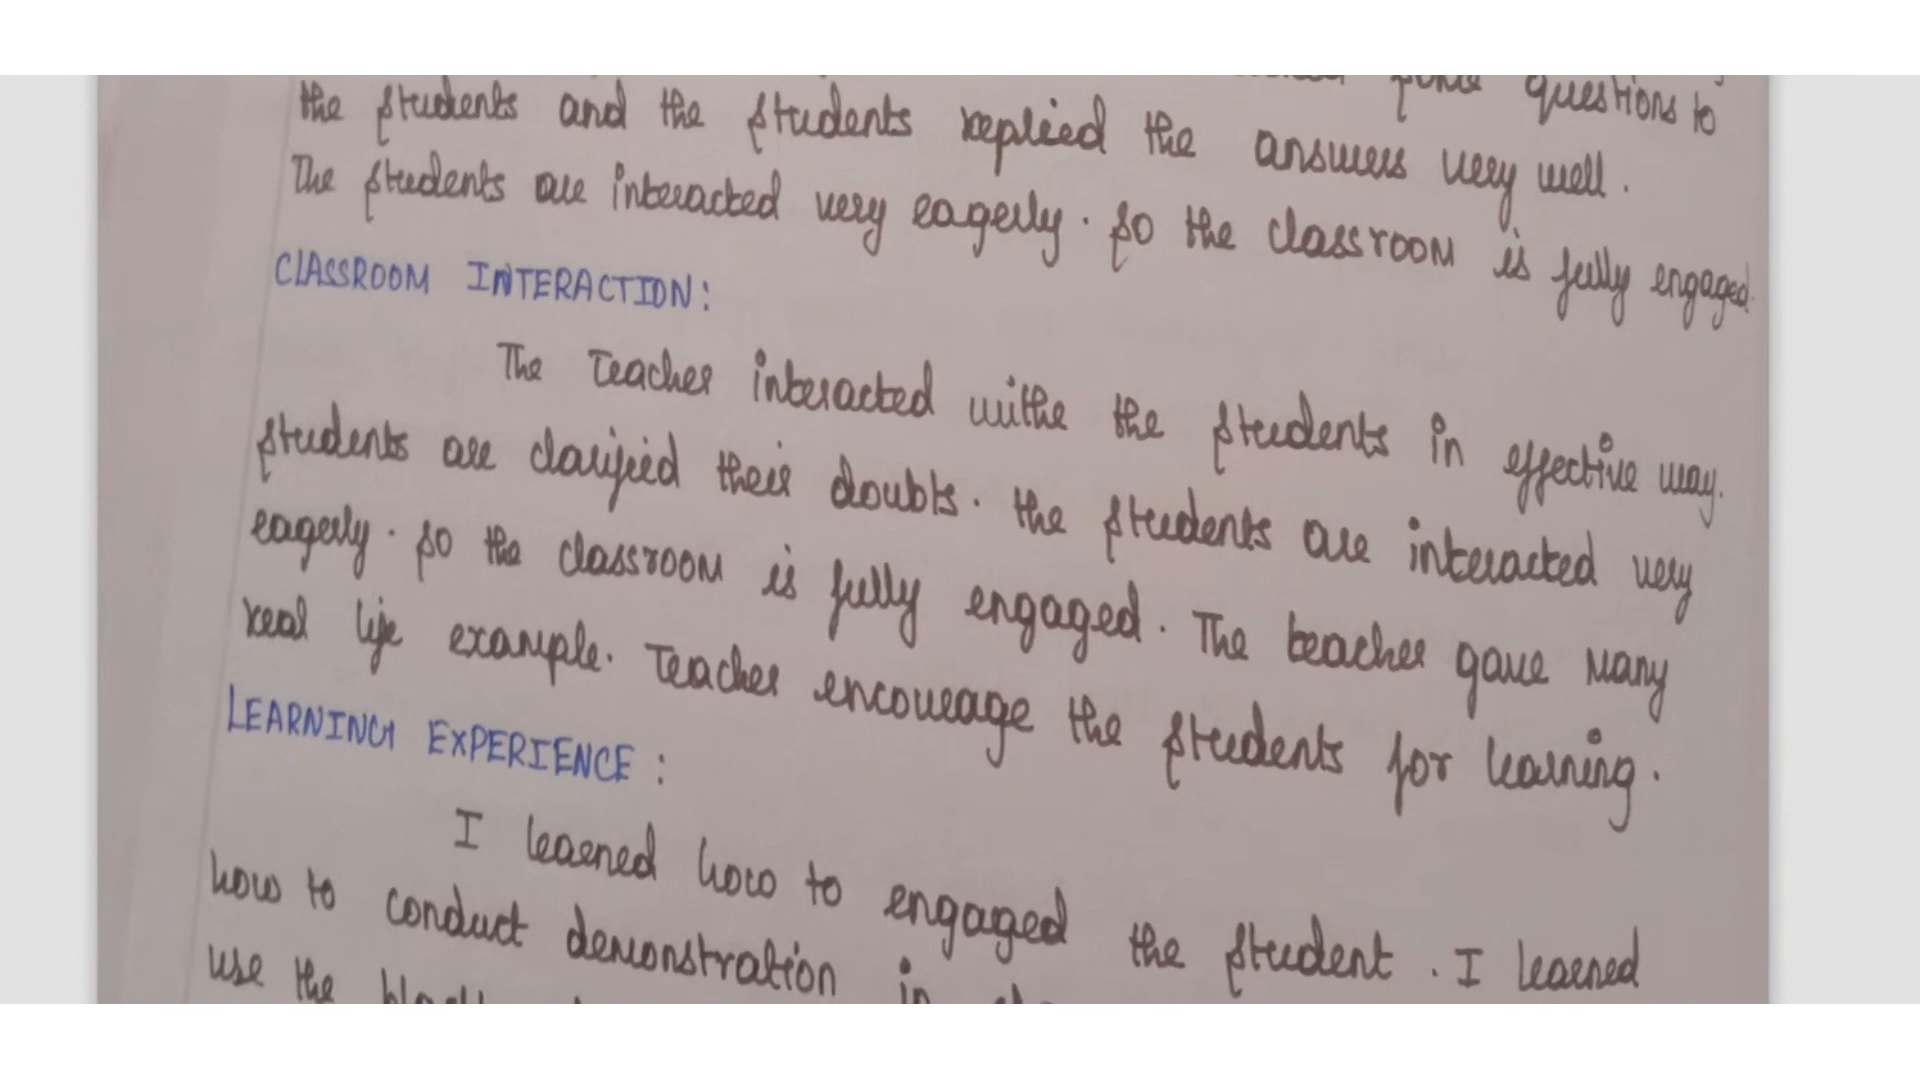 questions to
the students and the students replied the answers very well.
The students are interacted very eagerly. so the classroom is fully engaged.
CLASSROOM INTERACTION:
The Teacher interacted withe the students in effective way.
students are clarified their doubts. the students are interacted very
eagerly. so the classroom is fully engaged. The teacher gave Many
real life example. Teacher encourage the students for learning.
LEARNING EXPERIENCE:
I learned how to engaged the student. I learned
how to conduct demonstration in
use the